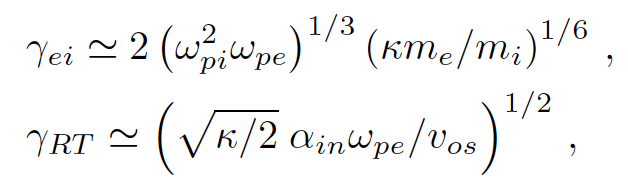 γ_{ei} ≃ 2 (ω_{pi}^2 ω_{pe})^{1/3} (κm_e/m_i)^{1/6} ,
γ_{RT} ≃ (√(κ/2) α_{in}ω_{pe}/v_{os})^{1/2} ,